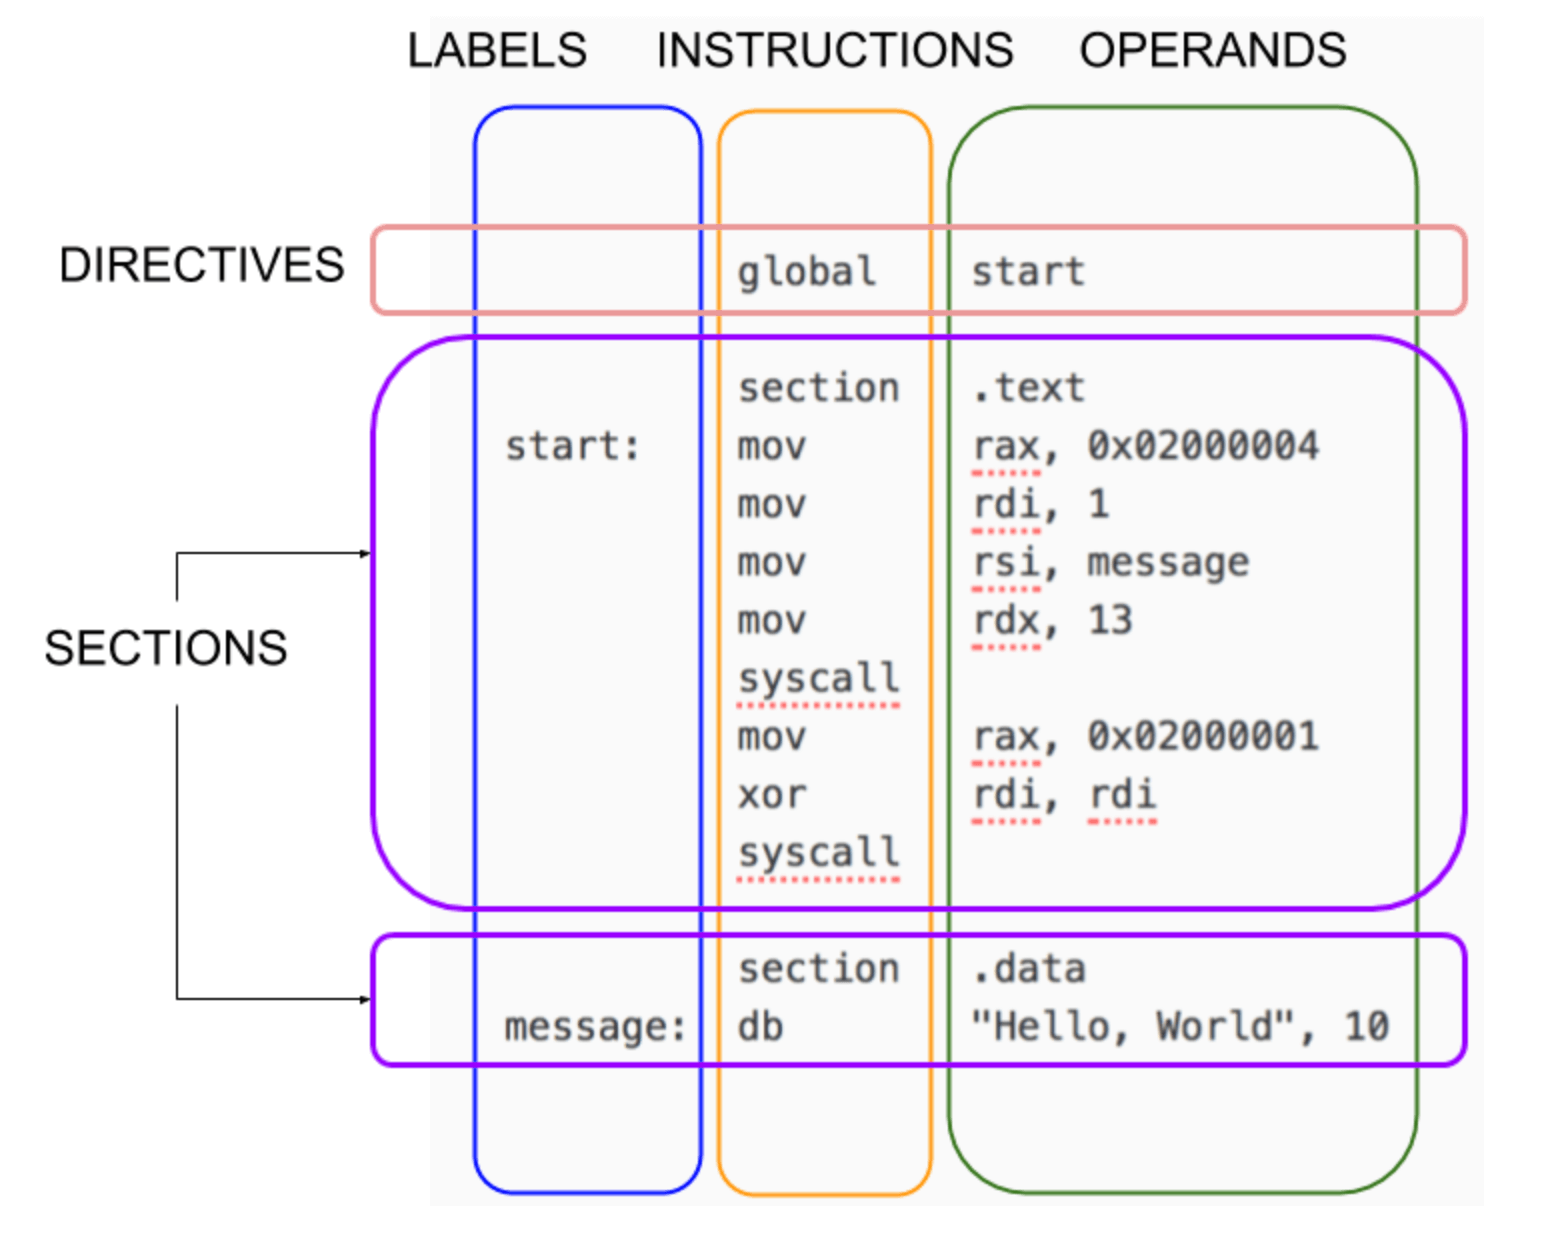 LABELS INSTRUCTIONS OPERANDS
DIRECTIVES
global start
section .text
start: mov rax, 0x02000004
mov rdi, 1
mov rsi, message
SECTIONS
mov rdx, 13
syscall
mov rax, 0x02000001
xor rdi, rdi
syscall
section .data
message: db "Hello, World", 10